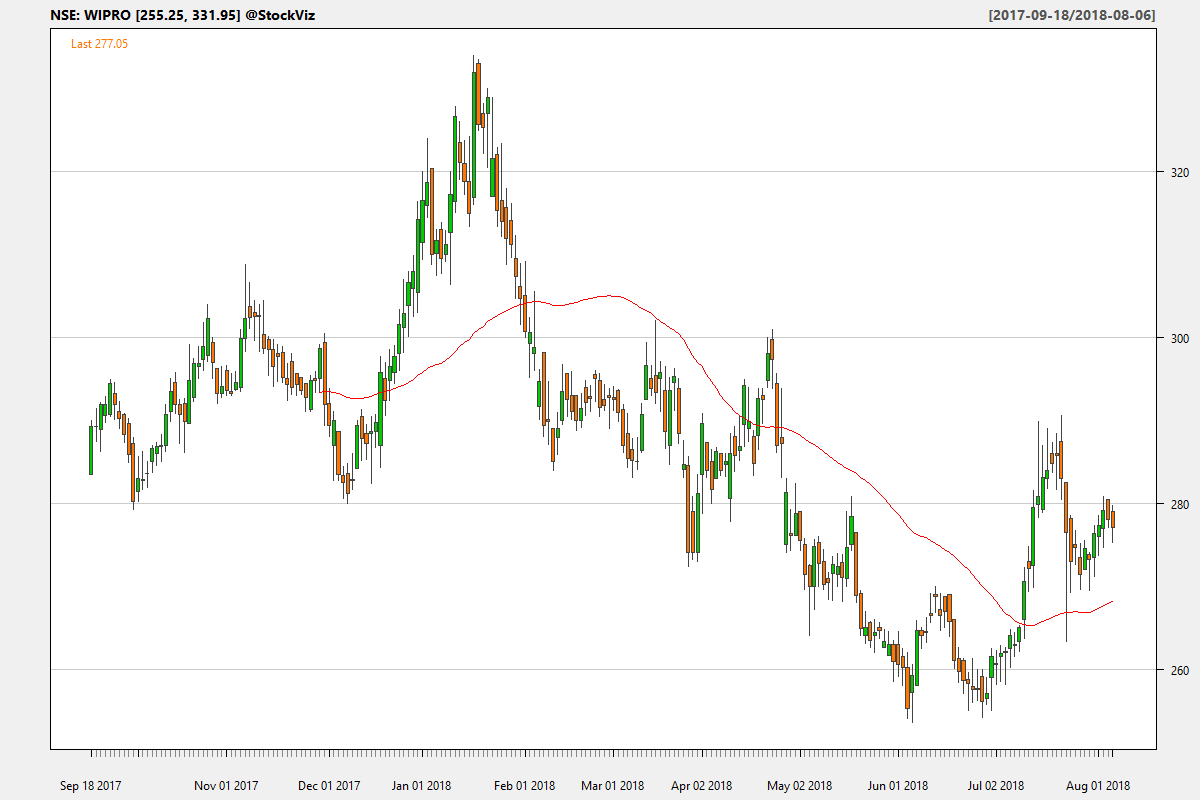 NSE: WIPRO [255.25, 331.95] @StockViz [2017-09-18/2018-08-06]
Last 277.05
320
300
280
260
Sep 18 2017 Nov 01 2017 Dec 01 2017 Jan 01 2018 Feb 01 2018 Mar 01 2018 Apr 02 2018 May 02 2018 Jun 01 2018 Jul 02 2018 Aug 01 2018